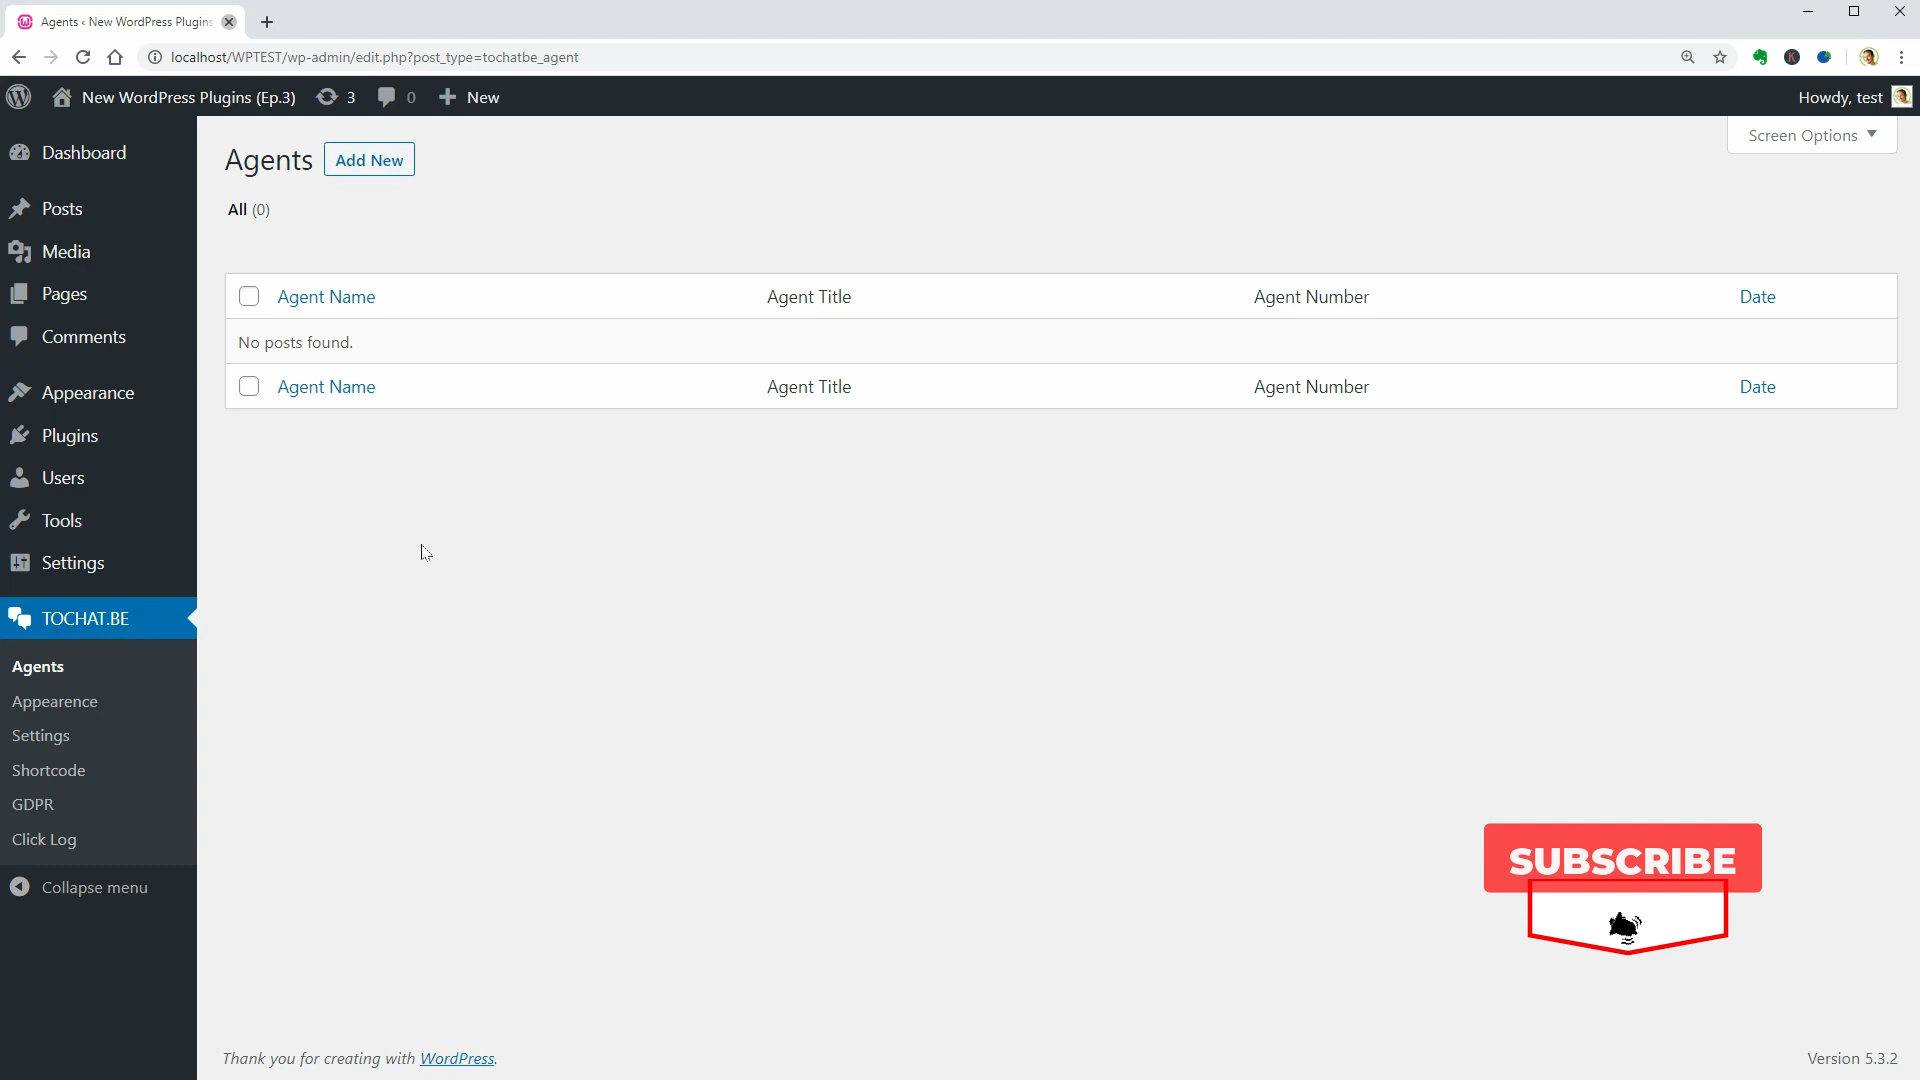 Agents ‹ New WordPress Plugins
localhost/WPTEST/wp-admin/edit.php?post_type=tochatbe_agent
New WordPress Plugins (Ep.3) 3 0 New Howdy, test
Screen Options
Dashboard
Posts
Media
Pages
Comments
Appearance
Plugins
Users
Tools
Settings
TOCHAT.BE
Agents
Appearence
Settings
Shortcode
GDPR
Click Log
Collapse menu
Agents Add New
All (0)
Agent Name Agent Title Agent Number Date
No posts found.
Agent Name Agent Title Agent Number Date
SUBSCRIBE
Thank you for creating with WordPress.
Version 5.3.2